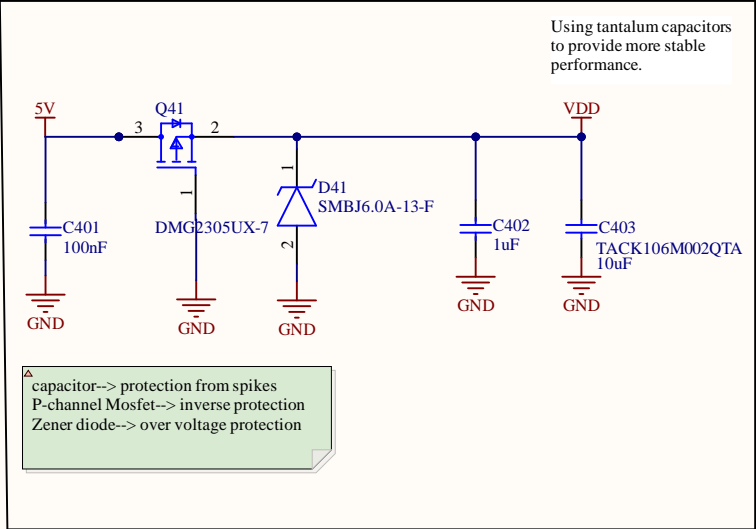 Using tantalum capacitors
to provide more stable
performance.
5V
Q41
VDD
3
2
1
1
D41
SMBJ6.0A-13-F
C401
100nF
DMG2305UX-7
2
C402
1uF
C403
TACK106M002QTA
10uF
GND
GND
GND
GND
GND
capacitor--> protection from spikes
P-channel Mosfet--> inverse protection
Zener diode--> over voltage protection